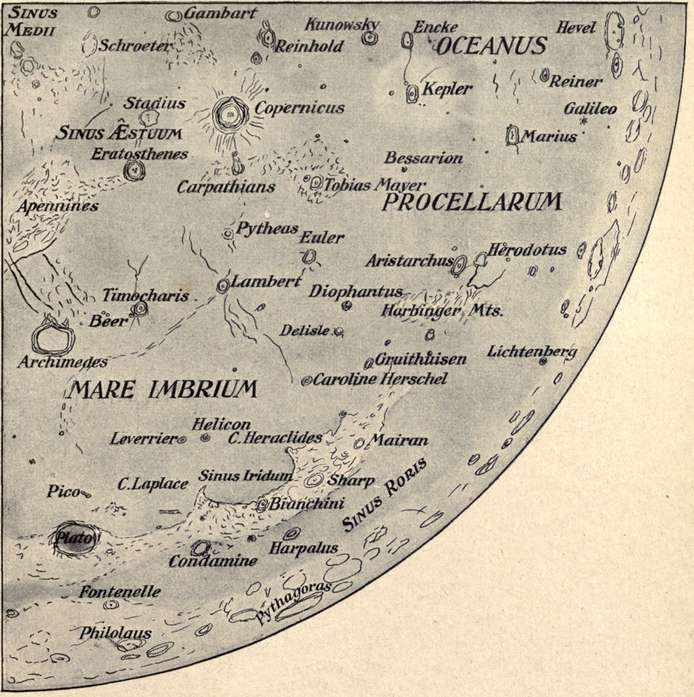 SINUS
MEDII
Gambart
Schroeter
Kunowsky
Reinhold
Encke
OCEANUS
Hevel
Kepler
Reiner
Stadius
Copernicus
Galileo
SINUS ÆSTUUM
Marius
Eratosthenes
Bessarion
Carpathians
Tobias Mayer
Apennines
PROCELLARUM
Pytheas
Euler
Aristarchus
Herodotus
Timocharis
Lambert
Diophantus
Harbinger Mts.
Beer
Delisle
Archimedes
Gruithuisen
Lichtenberg
MARE IMBRIUM
Caroline Herschel
Helicon
Leverrier
C. Heraclides
Mairan
Pico
C. Laplace
Sinus Iridum
Sharp
Bianchini
SINUS RORIS
Plato
Condamine
Harpalus
Fontenelle
Pythagoras
Philolaus